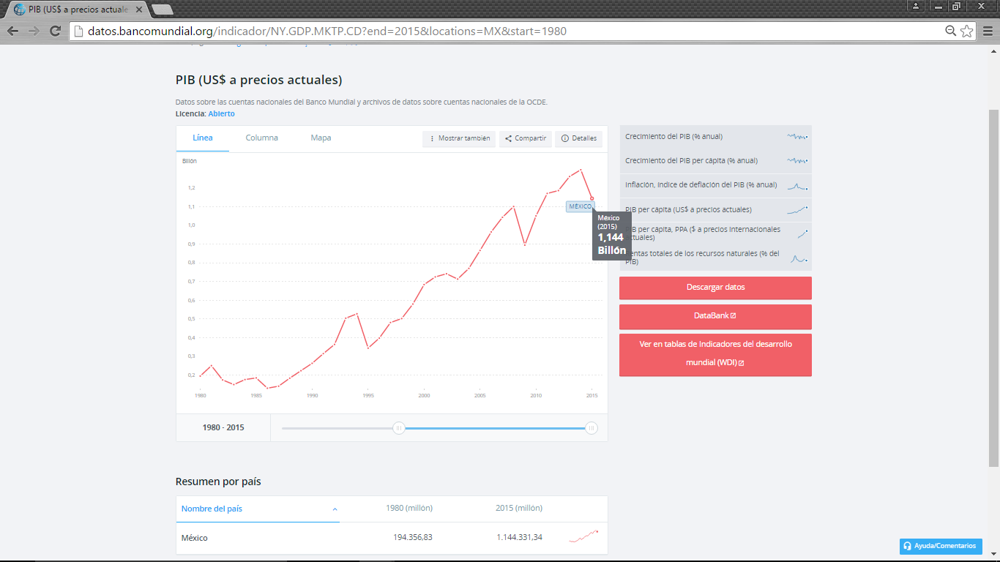 PIB (US$ a precios actuale
datos.bancomundial.org/indicador/NY.GDP.MKTP.CD?end=2015&locations=MX&start=1980
PIB (US$ a precios actuales)
Datos sobre las cuentas nacionales del Banco Mundial y archivos de datos sobre cuentas nacionales de la OCDE.
Licencia: Abierto
Línea Columna Mapa Mostrar también Compartir Detalles
Billón
1,2
1,1
1,0
0,9
0,8
0,7
0,6
0,5
0,4
0,3
0,2
1980 1985 1990 1995 2000 2005 2010 2015
MÉXICO
México
(2015)
1,144
Billón
1980 - 2015
Crecimiento del PIB (% anual)
Crecimiento del PIB per cápita (% anual)
Inflación, índice de deflación del PIB (% anual)
PIB per cápita (US$ a precios actuales)
PIB per cápita, PPA ($ a precios internacionales
actuales)
Rentas totales de los recursos naturales (% del
PIB)
Descargar datos
DataBank
Ver en tablas de Indicadores del desarrollo
mundial (WDI)
Resumen por país
Nombre del país 1980 (millón) 2015 (millón)
México 194.356,83 1.144.331,34
Ayuda/Comentarios